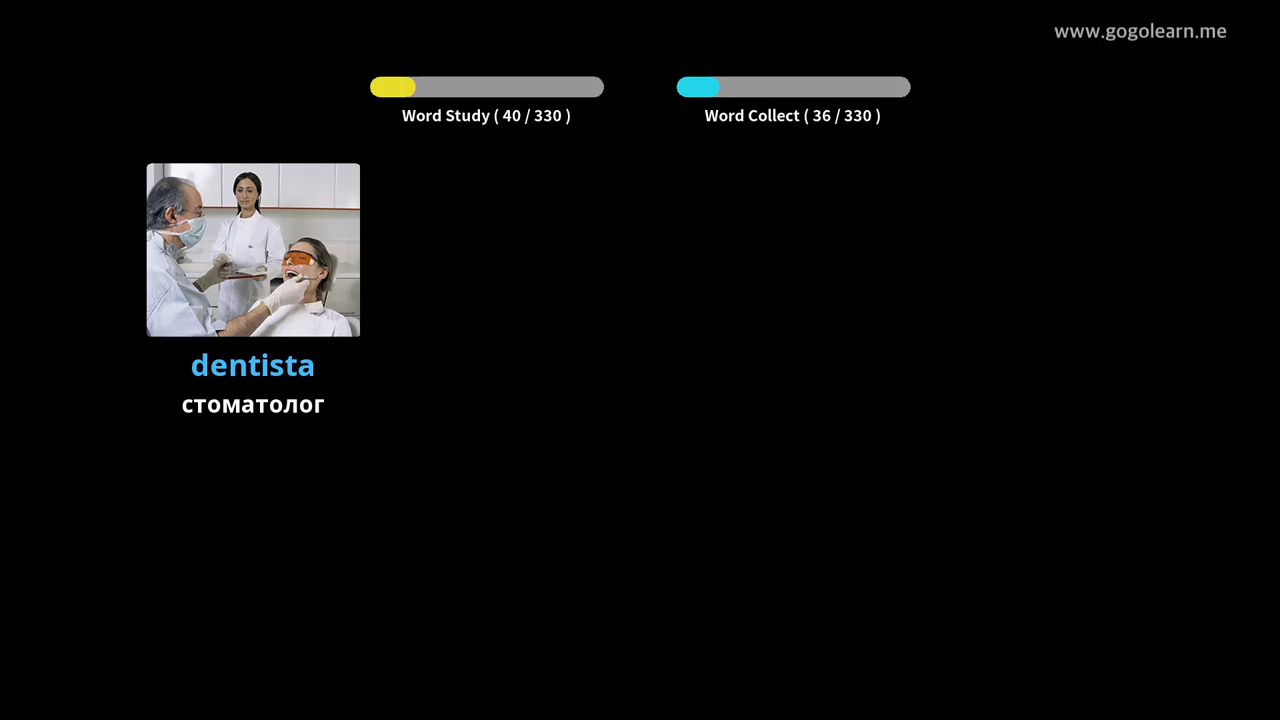 www.gogolearn.me
Word Study ( 40 / 330 )
Word Collect ( 36 / 330 )
dentista
стоматолог